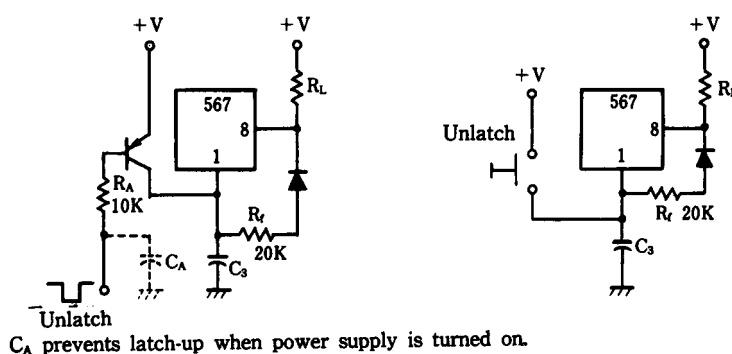 +V
+V
R_L
567
8
1
R_A
10K
R_f
20K
C_A
C_3
Unlatch
+V
+V
567
8
1
Unlatch
R_f 20K
C_3
C_A prevents latch-up when power supply is turned on.